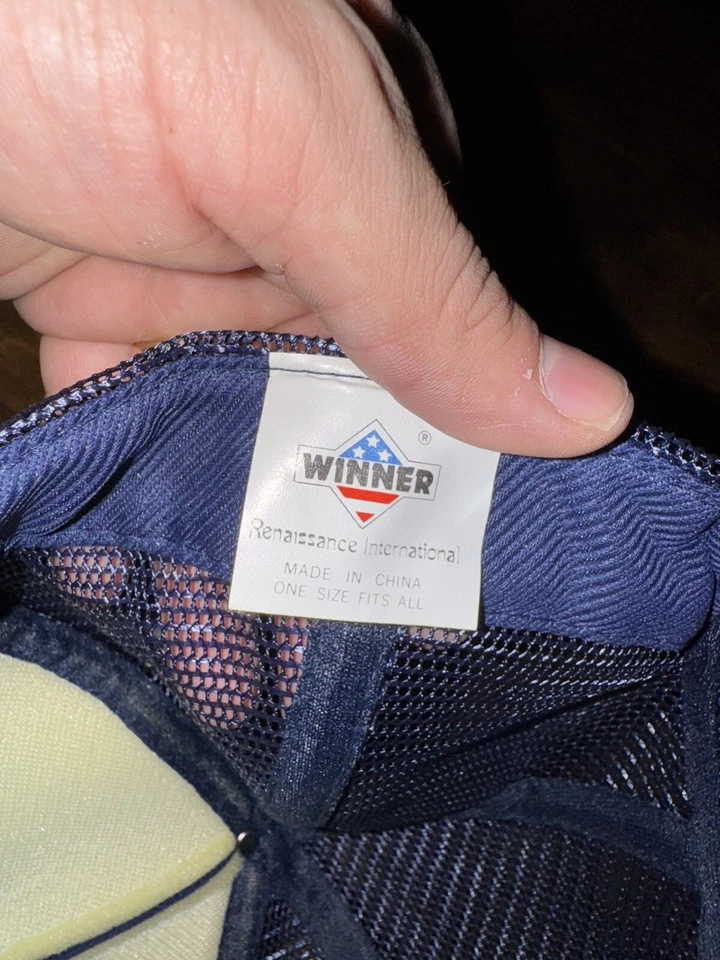 ®
WINNER
Renaissance International
MADE IN CHINA
ONE SIZE FITS ALL